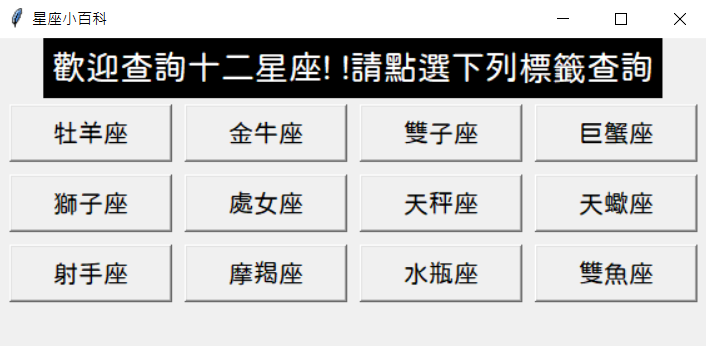 星座小百科
歡迎查詢十二星座! !請點選下列標籤查詢
牡羊座 金牛座 雙子座 巨蟹座
獅子座 處女座 天秤座 天蠍座
射手座 摩羯座 水瓶座 雙魚座